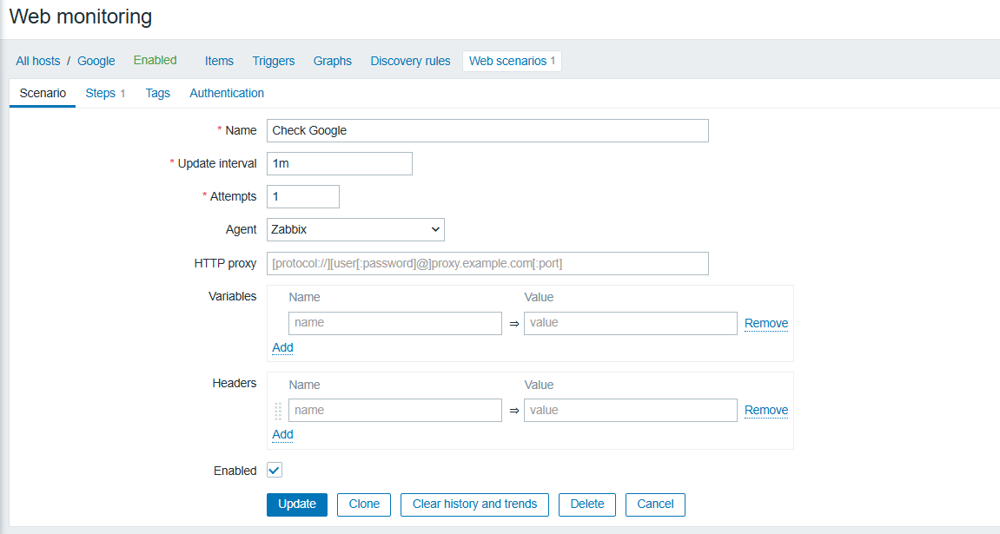 Web monitoring
All hosts / Google Enabled Items Triggers Graphs Discovery rules Web scenarios 1
Scenario Steps 1 Tags Authentication
* Name Check Google
* Update interval 1m
* Attempts 1
Agent Zabbix
HTTP proxy [protocol://][user[:password]@]proxy.example.com[:port]
Variables Name Value
name ⇒ value Remove
Add
Headers Name Value
name ⇒ value Remove
Add
Enabled
Update Clone Clear history and trends Delete Cancel